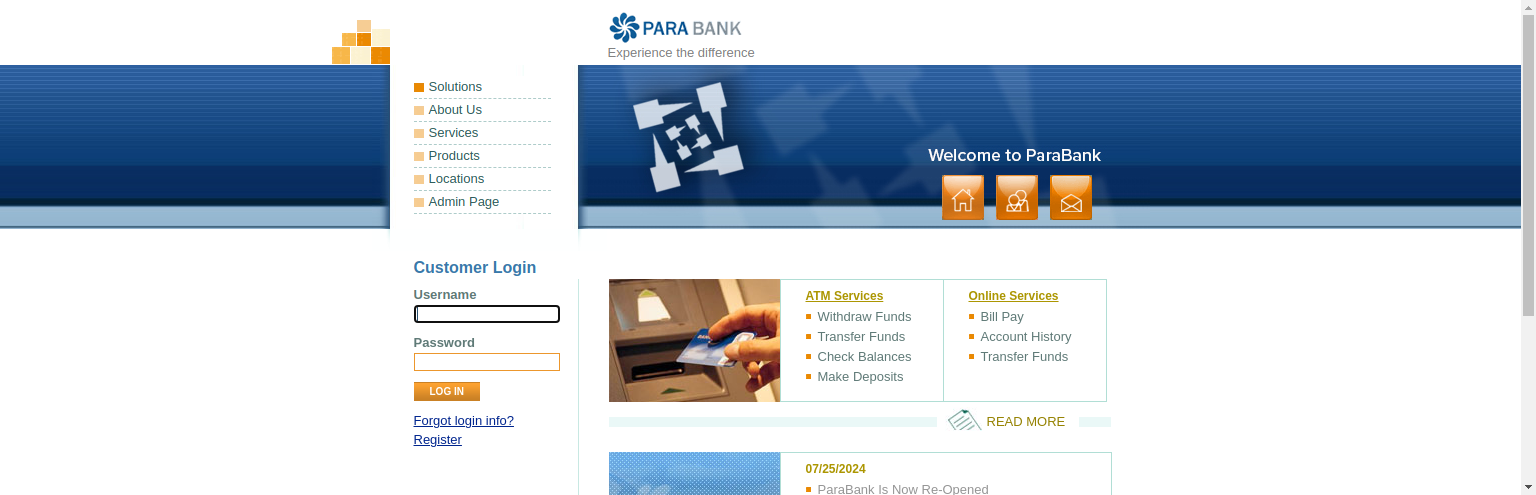 PARA BANK
Experience the difference
Solutions
About Us
Services
Products
Locations
Admin Page
Welcome to ParaBank
Customer Login
Username
Password
LOG IN
Forgot login info?
Register
ATM Services
Withdraw Funds
Transfer Funds
Check Balances
Make Deposits
Online Services
Bill Pay
Account History
Transfer Funds
READ MORE
07/25/2024
ParaBank Is Now Re-Opened